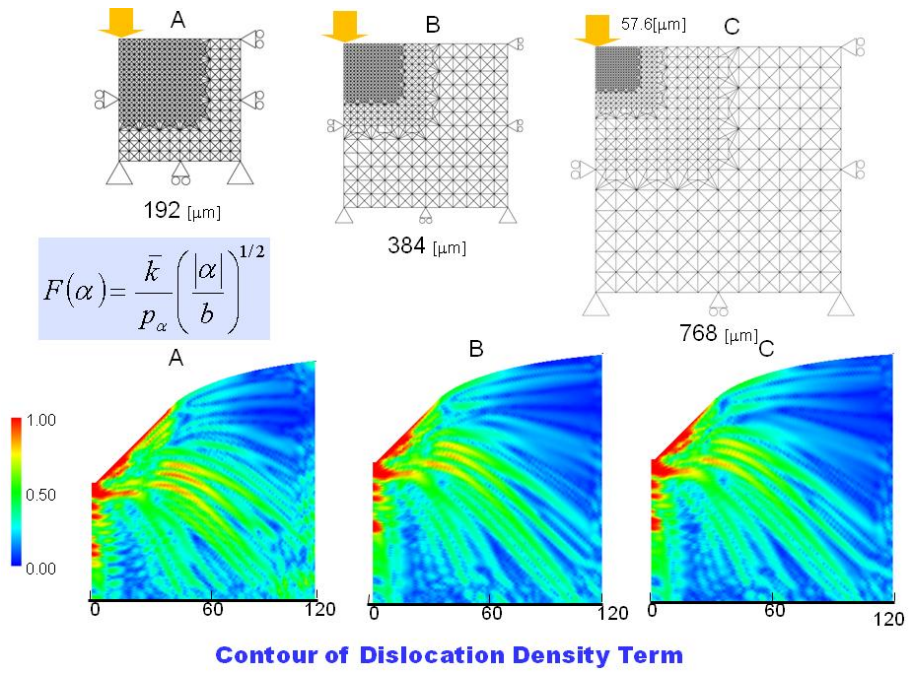 A
B
57.6[μm]
C
192 [μm]
384 [μm]
768 [μm]
F(α)= k̄/p_α (|α|/b)^1/2
A
B
C
1.00
0.50
0.00
0 60 120
0 60 120
0 60 120
Contour of Dislocation Density Term